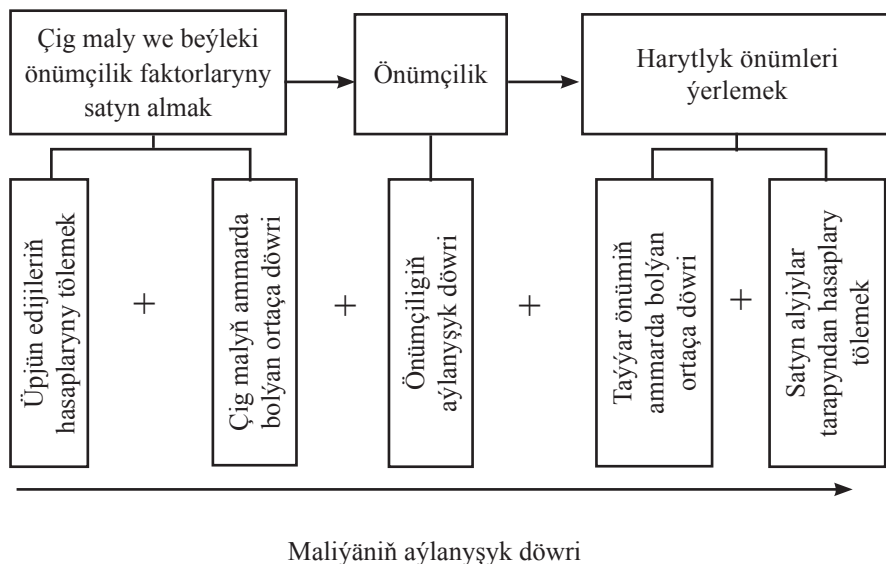 Çig maly we beýleki
önümçilik faktorlaryny
satyn almak
Önümçilik
Harytlyk önümleri
ýerlemek
Üpjün edijileriň
hasaplaryny tölemek
+
Çig malyň ammarda
bolýan ortaça döwri
+
Önümçiligiň
aýlanyşyk döwri
+
Taýýar önümiň
ammarda bolýan
ortaça döwri
+
Satyn alyjylar
tarapyndan hasaplary
tölemek
Maliýäniň aýlanyşyk döwri